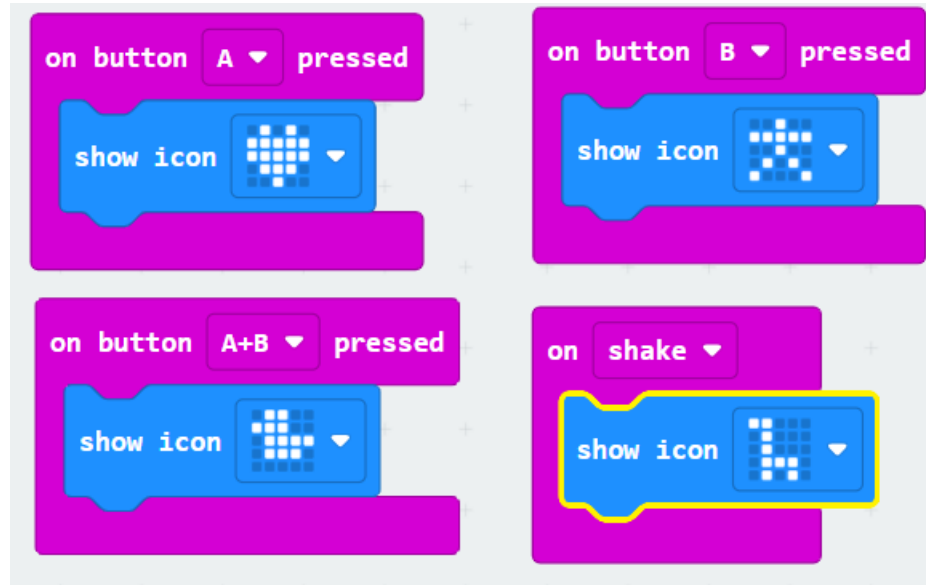 on button A pressed
show icon
on button B pressed
show icon
on button A+B pressed
show icon
on shake
show icon